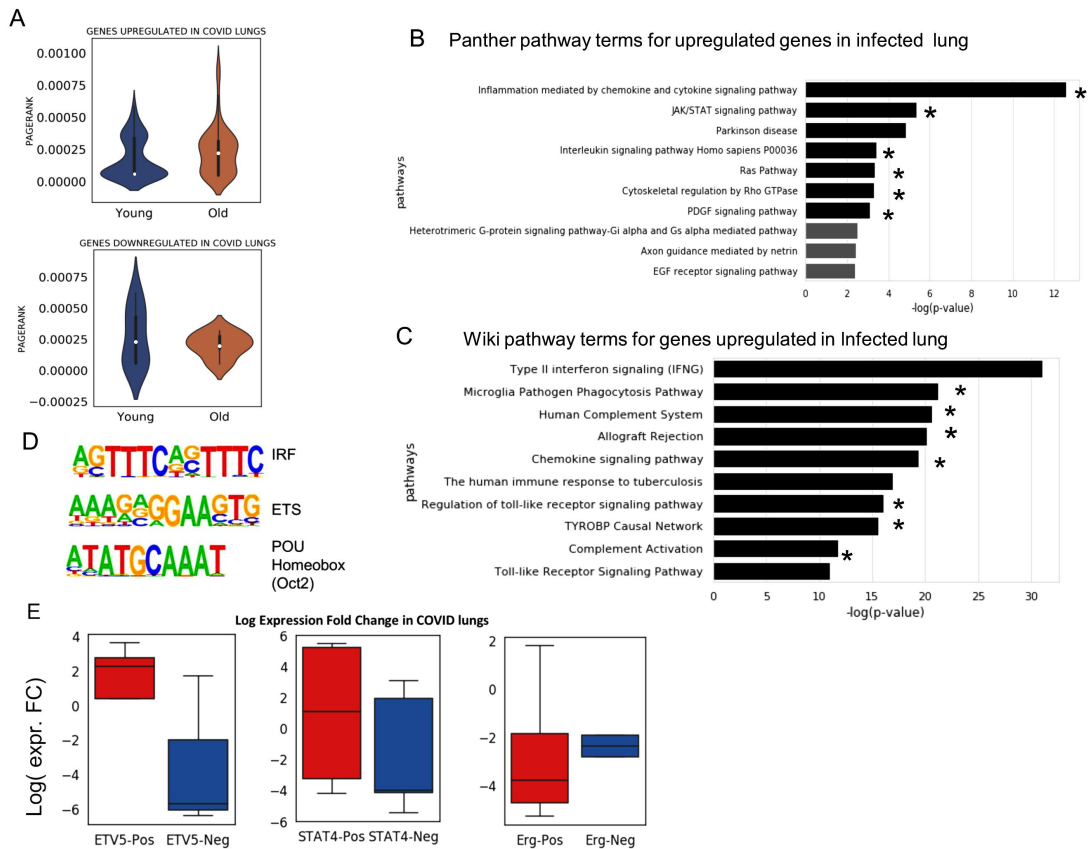 A
GENES UPREGULATED IN COVID LUNGS
PAGERANK
0.00100
0.00075
0.00050
0.00025
0.00000
Young Old
GENES DOWNREGULATED IN COVID LUNGS
PAGERANK
0.00075
0.00050
0.00025
0.00000
−0.00025
Young Old
B Panther pathway terms for upregulated genes in infected lung
pathways
Inflammation mediated by chemokine and cytokine signaling pathway *
JAK/STAT signaling pathway *
Parkinson disease
Interleukin signaling pathway Homo sapiens P00036 *
Ras Pathway *
Cytoskeletal regulation by Rho GTPase *
PDGF signaling pathway *
Heterotrimeric G-protein signaling pathway-Gi alpha and Gs alpha mediated pathway
Axon guidance mediated by netrin
EGF receptor signaling pathway
0 2 4 6 8 10 12
-log(p-value)
C Wiki pathway terms for genes upregulated in Infected lung
pathways
Type II interferon signaling (IFNG)
Microglia Pathogen Phagocytosis Pathway *
Human Complement System *
Allograft Rejection *
Chemokine signaling pathway *
The human immune response to tuberculosis
Regulation of toll-like receptor signaling pathway *
TYROBP Causal Network *
Complement Activation *
Toll-like Receptor Signaling Pathway
0 5 10 15 20 25 30
-log(p-value)
D
AGTTTCAGTTTC IRF
AAAGAGGAAGTG ETS
ATATGCAAAT POU
Homeobox
(Oct2)
E
Log Expression Fold Change in COVID lungs
Log( expr. FC)
4
2
0
−2
−4
−6
ETV5-Pos ETV5-Neg
6
4
2
0
−2
−4
−6
STAT4-Pos STAT4-Neg
2
0
−2
−4
Erg-Pos Erg-Neg